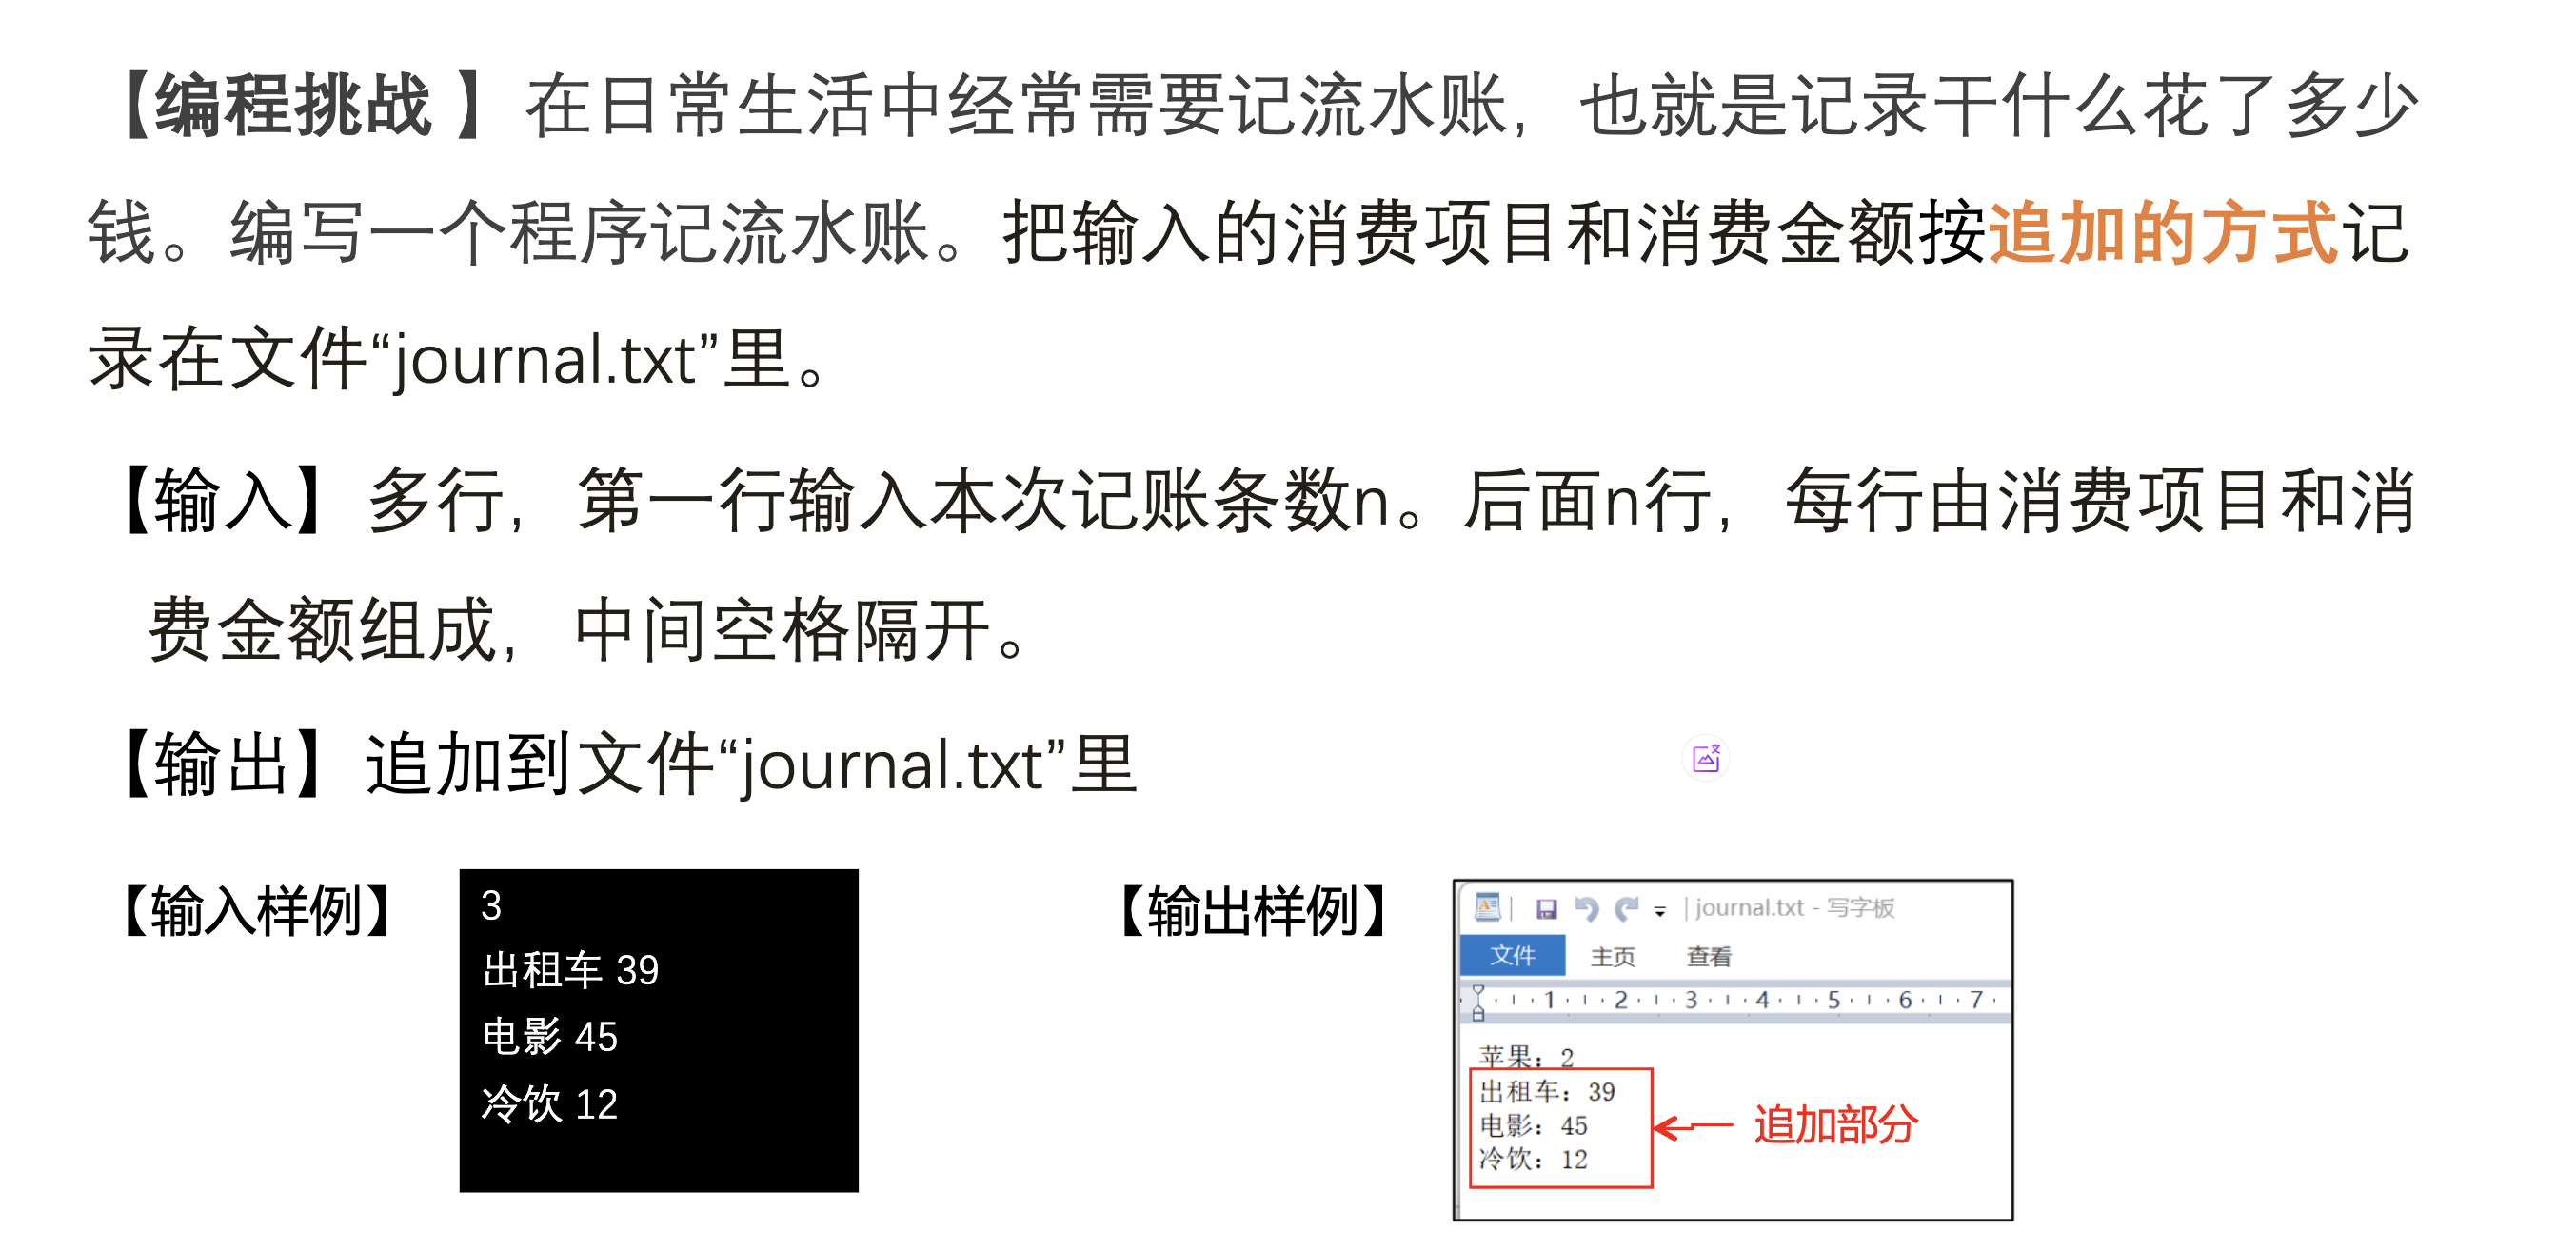 【编程挑战 】在日常生活中经常需要记流水账，也就是记录干什么花了多少
钱。编写一个程序记流水账。把输入的消费项目和消费金额按追加的方式记
录在文件“journal.txt”里。
【输入】多行，第一行输入本次记账条数n。后面n行，每行由消费项目和消
费金额组成，中间空格隔开。
【输出】追加到文件“journal.txt”里
【输入样例】
3
出租车 39
电影 45
冷饮 12
【输出样例】
journal.txt - 写字板
文件 主页 查看
1 2 3 4 5 6 7
苹果：2
出租车：39
电影：45
冷饮：12
追加部分